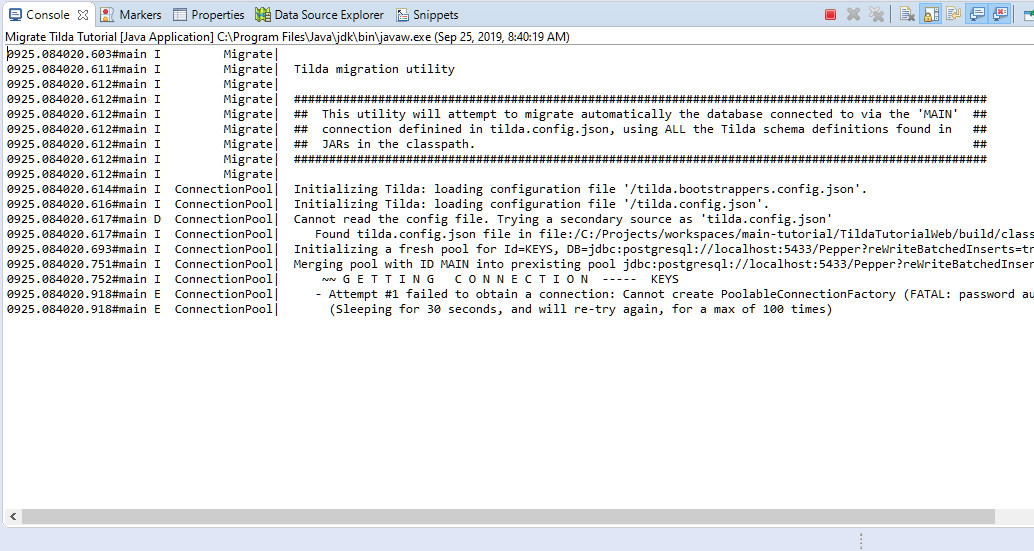 Console Markers Properties Data Source Explorer Snippets
Migrate Tilda Tutorial [Java Application] C:\Program Files\Java\jdk\bin\javaw.exe (Sep 25, 2019, 8:40:19 AM)
0925.084020.603#main I         Migrate|
0925.084020.612#main I         Migrate|  Tilda migration utility
0925.084020.612#main I         Migrate|
0925.084020.612#main I         Migrate|  ###################################################################################################
0925.084020.612#main I         Migrate|  ##  This utility will attempt to migrate automatically the database connected to via the 'MAIN'  ##
0925.084020.612#main I         Migrate|  ##  connection definined in tilda.config.json, using ALL the Tilda schema definitions found in   ##
0925.084020.612#main I         Migrate|  ##  JARs in the classpath.                                                                       ##
0925.084020.612#main I         Migrate|  ###################################################################################################
0925.084020.612#main I         Migrate|
0925.084020.614#main I  ConnectionPool|  Initializing Tilda: loading configuration file '/tilda.bootstrappers.config.json'.
0925.084020.616#main I  ConnectionPool|  Initializing Tilda: loading configuration file '/tilda.config.json'.
0925.084020.617#main D  ConnectionPool|  Cannot read the config file. Trying a secondary source as 'tilda.config.json'
0925.084020.617#main I  ConnectionPool|     Found tilda.config.json file in file:/C:/Projects/workspaces/main-tutorial/TildaTutorialWeb/build/class
0925.084020.693#main I  ConnectionPool|  Initializing a fresh pool for Id=KEYS, DB=jdbc:postgresql://localhost:5433/Pepper?reWriteBatchedInserts=tr
0925.084020.751#main I  ConnectionPool|  Merging pool with ID MAIN into prexisting pool jdbc:postgresql://localhost:5433/Pepper?reWriteBatchedInser
0925.084020.752#main I  ConnectionPool|      ~~ G E T T I N G   C O N N E C T I O N  -----  KEYS
0925.084020.918#main E  ConnectionPool|     - Attempt #1 failed to obtain a connection: Cannot create PoolableConnectionFactory (FATAL: password au
0925.084020.918#main E  ConnectionPool|       (Sleeping for 30 seconds, and will re-try again, for a max of 100 times)